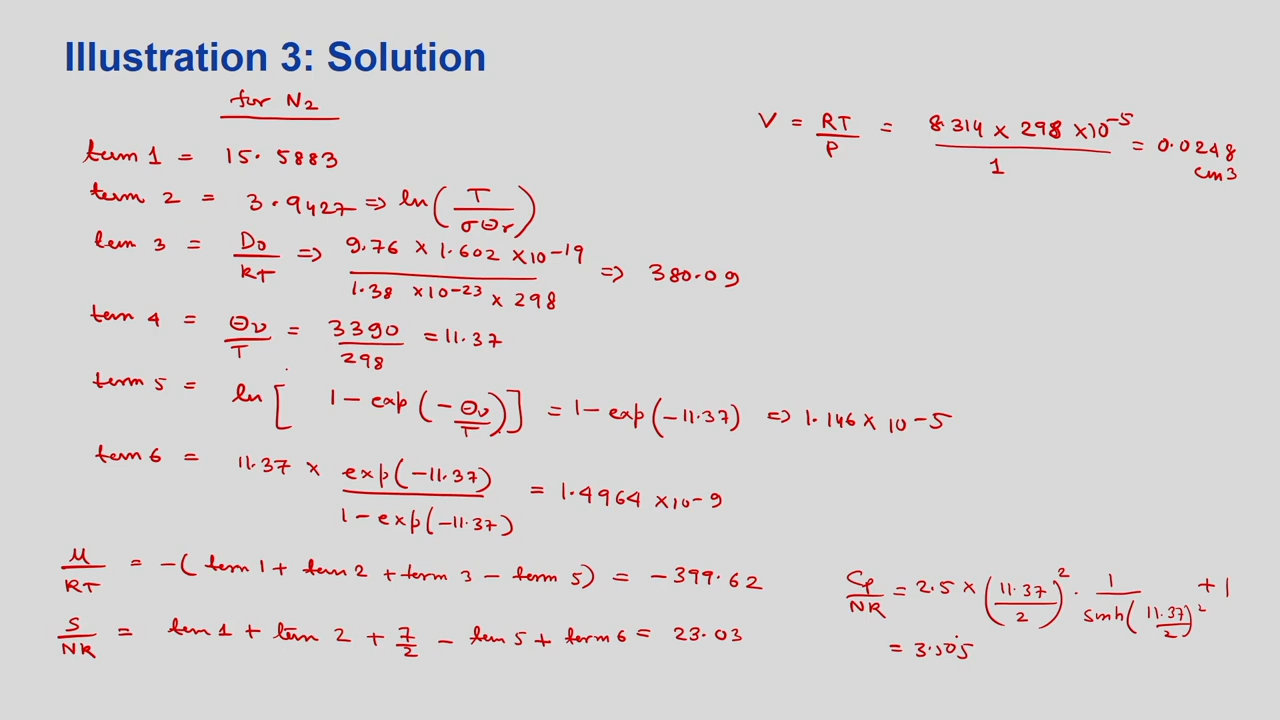 Illustration 3: Solution
for N2
V = RT/P = 8.314 × 298 × 10^-5 / 1 = 0.0248 cm3
term 1 = 15.5883
term 2 = 3.9427 => ln(T/σΘr)
term 3 = D0/kT => 9.76 × 1.602 × 10^-19 / 1.38 × 10^-23 × 298 => 380.09
term 4 = Θν/T = 3390/298 = 11.37
term 5 = ln[1 - exp(-Θν/T)] = 1 - exp(-11.37) => 1.146 × 10^-5
term 6 = 11.37 × exp(-11.37) / 1 - exp(-11.37) = 1.4964 × 10^-9
μ/RT = -(term 1 + term 2 + term 3 - term 5) = -399.62
S/NK = term 1 + term 2 + 7/2 - term 5 + term 6 = 23.03
Cp/NK = 2.5 × (11.37/2)^2 · 1/sinh(11.37/2)^2 + 1
= 3.505